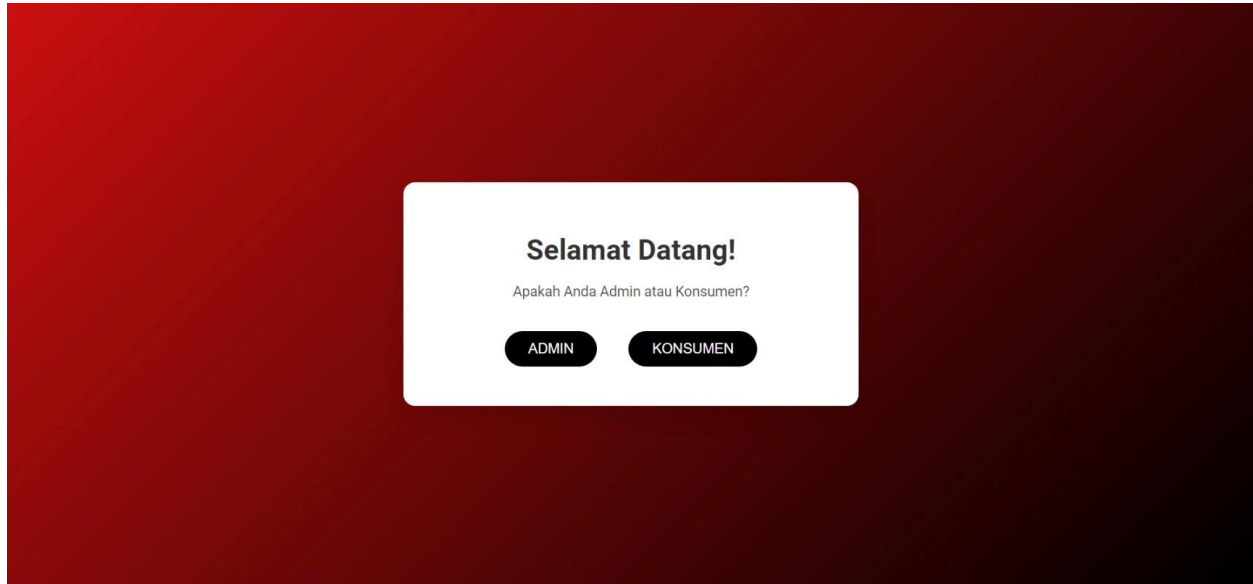 Selamat Datang!
Apakah Anda Admin atau Konsumen?
ADMIN KONSUMEN